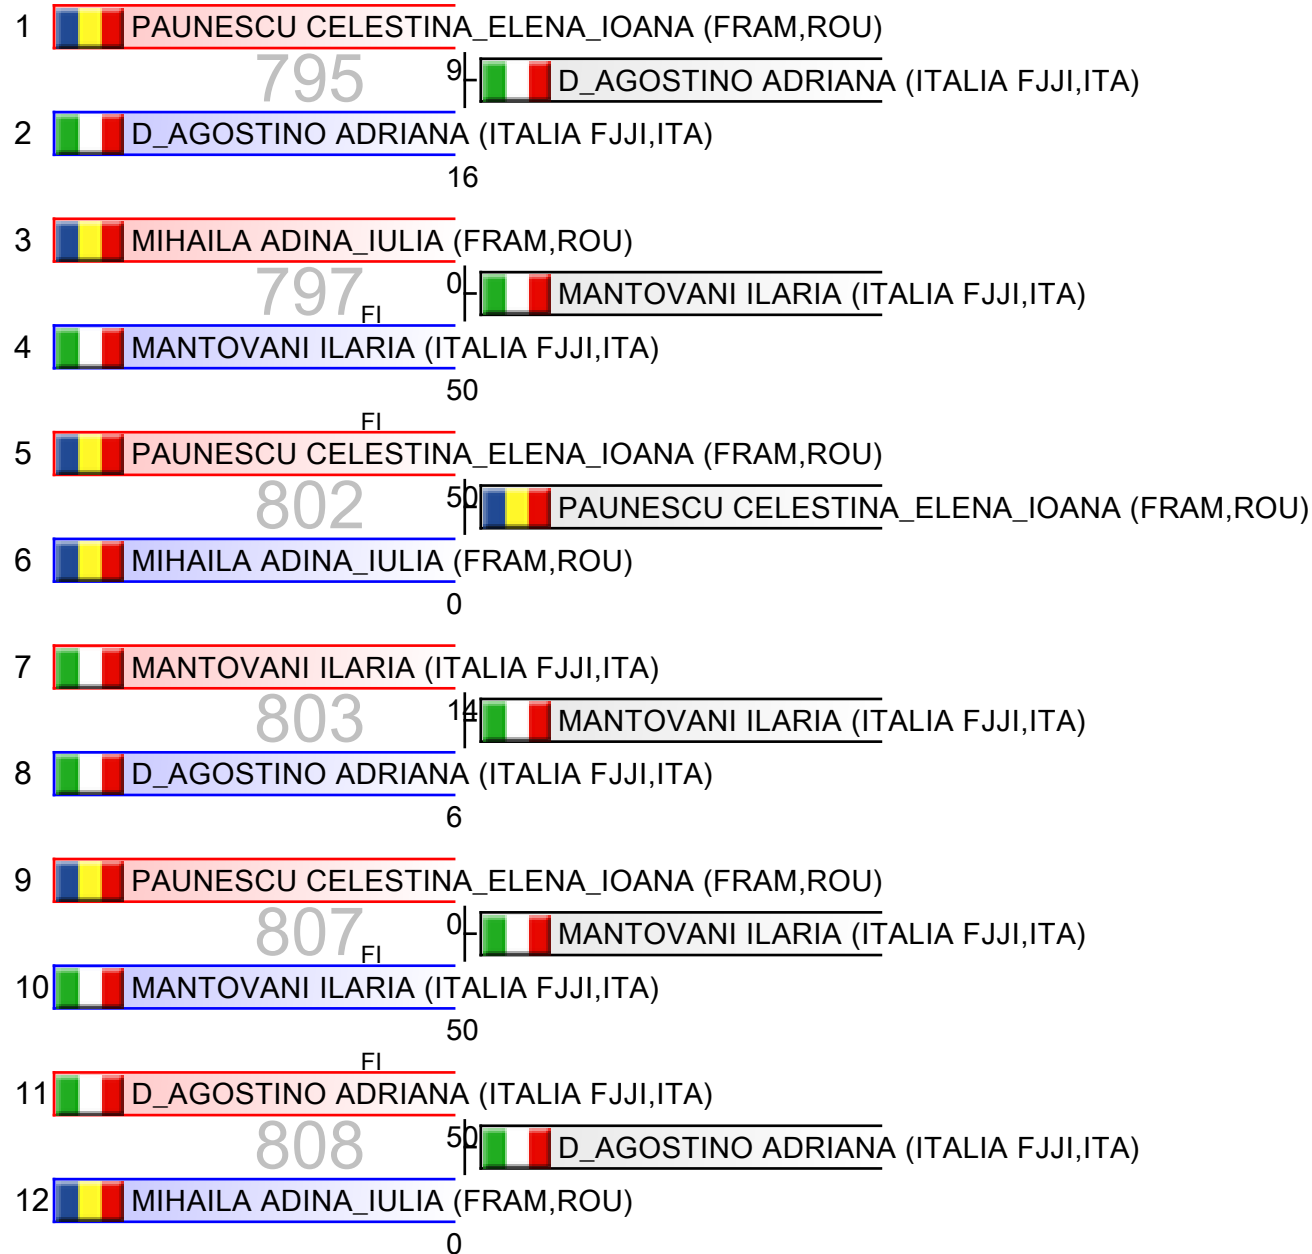 1 PAUNESCU CELESTINA_ELENA_IOANA (FRAM,ROU)
795 9 D_AGOSTINO ADRIANA (ITALIA FJJI,ITA)
2 D_AGOSTINO ADRIANA (ITALIA FJJI,ITA)
16
3 MIHAILA ADINA_IULIA (FRAM,ROU)
797 0 MANTOVANI ILARIA (ITALIA FJJI,ITA)
FI
4 MANTOVANI ILARIA (ITALIA FJJI,ITA)
50
FI
5 PAUNESCU CELESTINA_ELENA_IOANA (FRAM,ROU)
802 50 PAUNESCU CELESTINA_ELENA_IOANA (FRAM,ROU)
6 MIHAILA ADINA_IULIA (FRAM,ROU)
0
7 MANTOVANI ILARIA (ITALIA FJJI,ITA)
803 14 MANTOVANI ILARIA (ITALIA FJJI,ITA)
8 D_AGOSTINO ADRIANA (ITALIA FJJI,ITA)
6
9 PAUNESCU CELESTINA_ELENA_IOANA (FRAM,ROU)
807 0 MANTOVANI ILARIA (ITALIA FJJI,ITA)
FI
10 MANTOVANI ILARIA (ITALIA FJJI,ITA)
50
FI
11 D_AGOSTINO ADRIANA (ITALIA FJJI,ITA)
808 50 D_AGOSTINO ADRIANA (ITALIA FJJI,ITA)
12 MIHAILA ADINA_IULIA (FRAM,ROU)
0